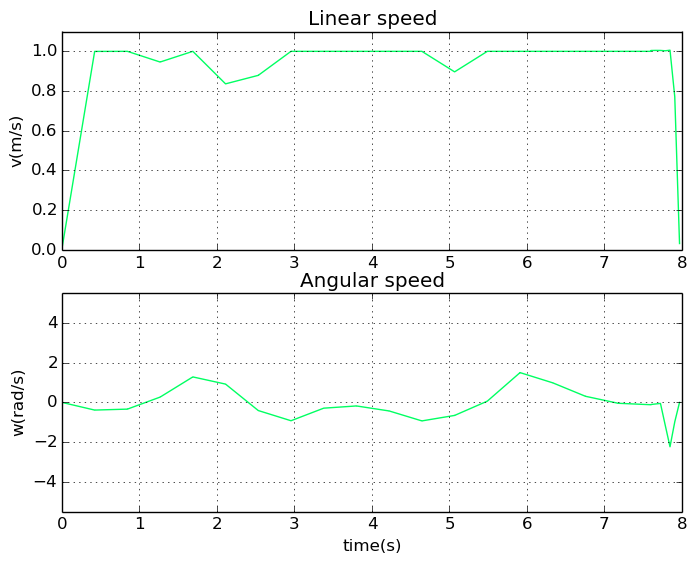 Linear speed
1.0
0.8
0.6
0.4
0.2
0.0
v(m/s)
0 1 2 3 4 5 6 7 8
Angular speed
4
2
0
−2
−4
w(rad/s)
0 1 2 3 4 5 6 7 8
time(s)